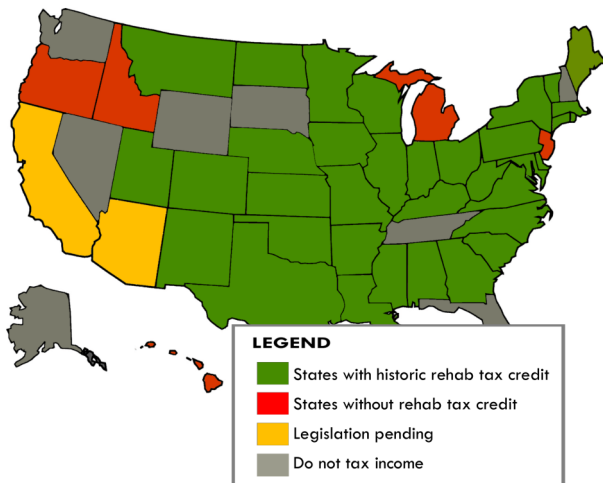 LEGEND
States with historic rehab tax credit
States without rehab tax credit
Legislation pending
Do not tax income